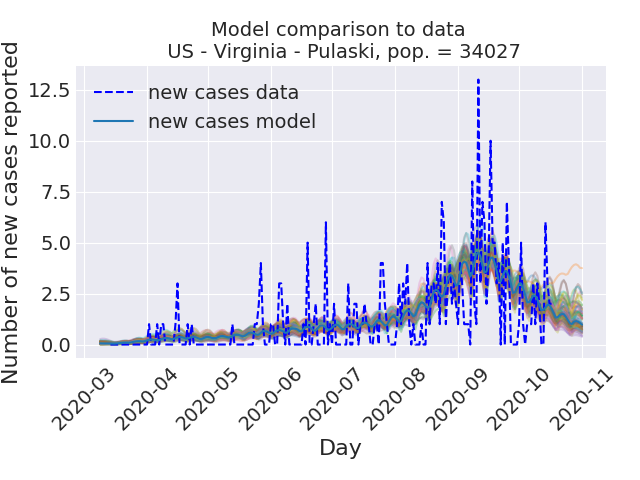 Model comparison to data
US - Virginia - Pulaski, pop. = 34027
new cases data
new cases model
Number of new cases reported
12.5
10.0
7.5
5.0
2.5
0.0
2020-03
2020-04
2020-05
2020-06
2020-07
2020-08
2020-09
2020-10
2020-11
Day